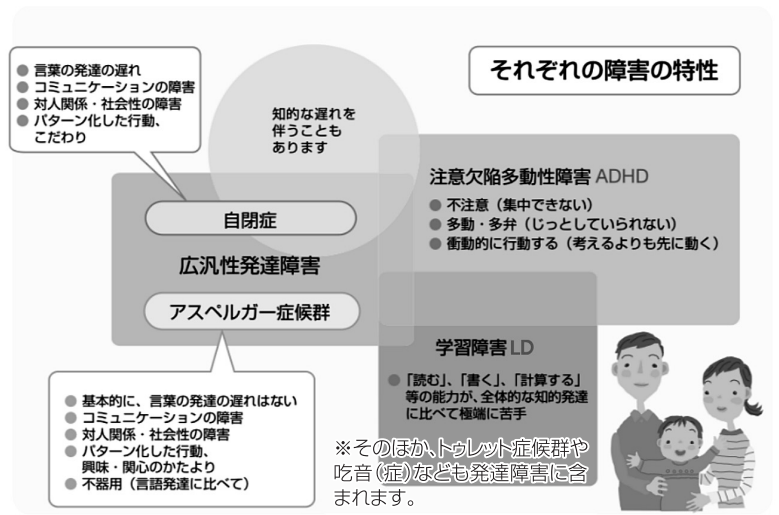 それぞれの障害の特性
● 言葉の発達の遅れ
● コミュニケーションの障害
● 対人関係・社会性の障害
● パターン化した行動、
こだわり
知的な遅れを
伴うことも
あります
自閉症
広汎性発達障害
アスペルガー症候群
注意欠陥多動性障害 ADHD
● 不注意（集中できない）
● 多動・多弁（じっとしていられない）
● 衝動的に行動する（考えるよりも先に動く）
学習障害 LD
● 「読む」、「書く」、「計算する」
等の能力が、全体的な知的発達
に比べて極端に苦手
● 基本的に、言葉の発達の遅れはない
● コミュニケーションの障害
● 対人関係・社会性の障害
● パターン化した行動、
興味・関心のかたより
● 不器用（言語発達に比べて）
※そのほか、トゥレット症候群や
吃音（症）なども発達障害に含
まれます。